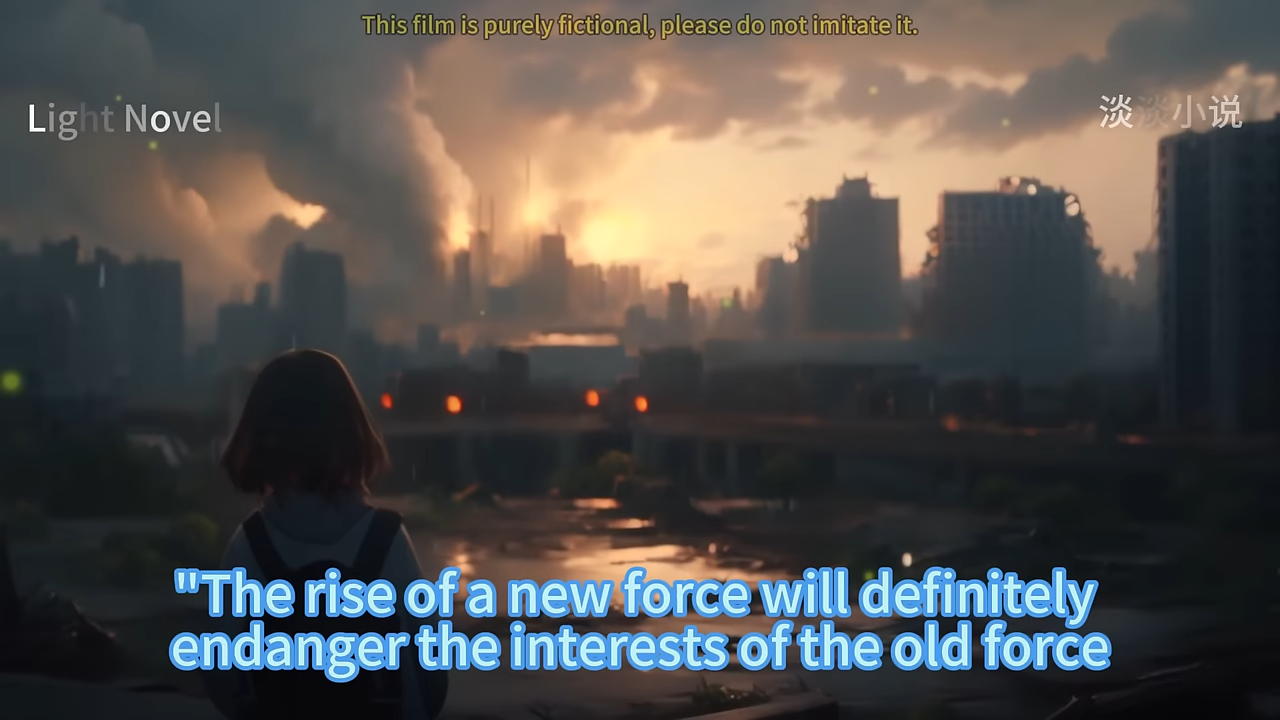 This film is purely fictional, please do not imitate it.
Light Novel
淡淡小说
"The rise of a new force will definitely
endanger the interests of the old force